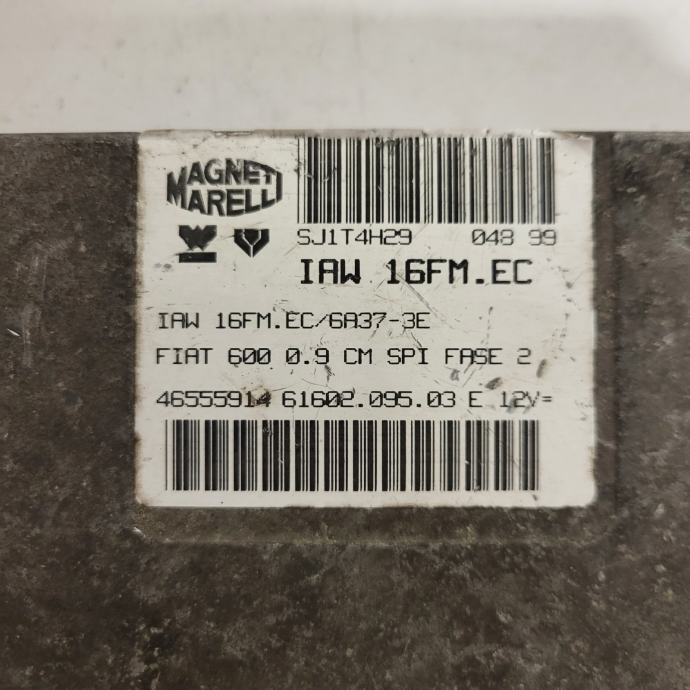 MAGNETI
MARELLI
SJ1T4H29 048 99
IAW 16FM.EC
IAW 16FM.EC/6A37-3E
FIAT 600 0.9 CM SPI FASE 2
46555914 61602.095.03 E 12V=